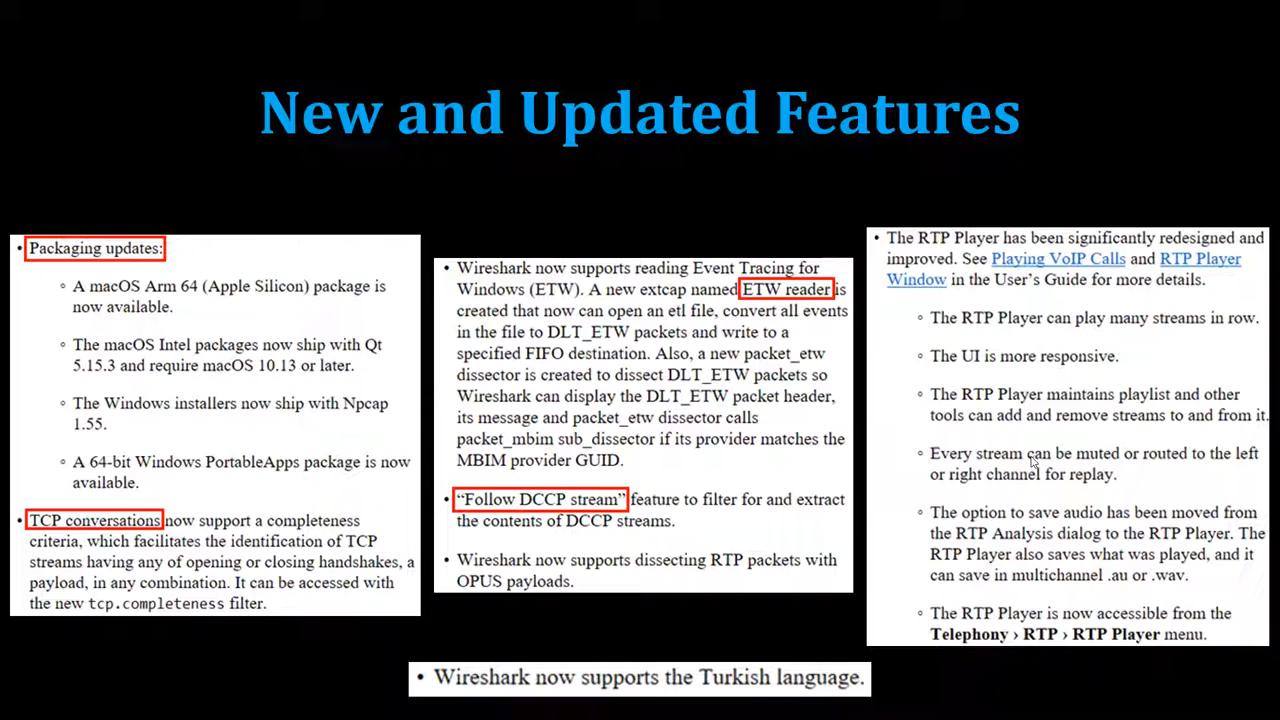 New and Updated Features
• Packaging updates:
◦ A macOS Arm 64 (Apple Silicon) package is
now available.
◦ The macOS Intel packages now ship with Qt
5.15.3 and require macOS 10.13 or later.
◦ The Windows installers now ship with Npcap
1.55.
◦ A 64-bit Windows PortableApps package is now
available.
• TCP conversations now support a completeness
criteria, which facilitates the identification of TCP
streams having any of opening or closing handshakes, a
payload, in any combination. It can be accessed with
the new tcp.completeness filter.
• Wireshark now supports reading Event Tracing for
Windows (ETW). A new extcap named ETW reader is
created that now can open an etl file, convert all events
in the file to DLT_ETW packets and write to a
specified FIFO destination. Also, a new packet_etw
dissector is created to dissect DLT_ETW packets so
Wireshark can display the DLT_ETW packet header,
its message and packet_etw dissector calls
packet_mbim sub_dissector if its provider matches the
MBIM provider GUID.
• “Follow DCCP stream” feature to filter for and extract
the contents of DCCP streams.
• Wireshark now supports dissecting RTP packets with
OPUS payloads.
• The RTP Player has been significantly redesigned and
improved. See Playing VoIP Calls and RTP Player
Window in the User’s Guide for more details.
◦ The RTP Player can play many streams in row.
◦ The UI is more responsive.
◦ The RTP Player maintains playlist and other
tools can add and remove streams to and from it.
◦ Every stream can be muted or routed to the left
or right channel for replay.
◦ The option to save audio has been moved from
the RTP Analysis dialog to the RTP Player. The
RTP Player also saves what was played, and it
can save in multichannel .au or .wav.
◦ The RTP Player is now accessible from the
Telephony › RTP › RTP Player menu.
• Wireshark now supports the Turkish language.